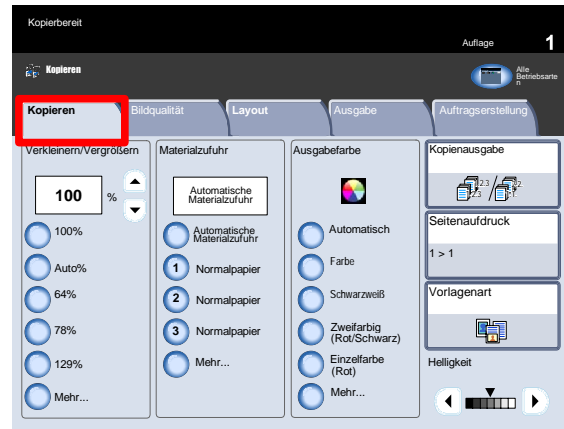 Kopierbereit
Auflage 1
Kopieren
Alle
Betriebsarte
n
Kopieren
Bildqualität
Layout
Ausgabe
Auftragserstellung
Verkleinern/Vergrößern
100 %
100%
Auto%
64%
78%
129%
Mehr...
Materialzufuhr
Automatische
Materialzufuhr
Automatische
Materialzufuhr
1 Normalpapier
2 Normalpapier
3 Normalpapier
Mehr...
Ausgabefarbe
Automatisch
Farbe
Schwarzweiß
Zweifarbig
(Rot/Schwarz)
Einzelfarbe
(Rot)
Mehr...
Kopienausgabe
Seitenaufdruck
1 > 1
Vorlagenart
Helligkeit